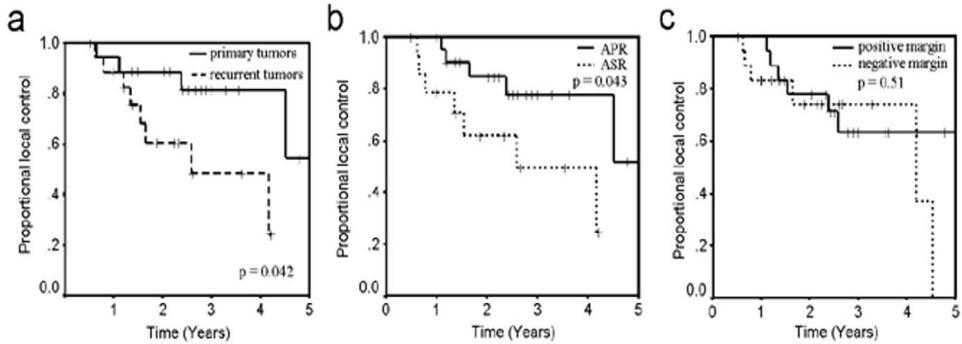 a
Proportional local control
1.0
.8
.6
.4
.2
0.0
primary tumors
recurrent tumors
p = 0.042
1 2 3 4 5
Time (Years)
b
Proportional local control
1.0
.8
.6
.4
.2
0.0
APR
ASR
p = 0.043
1 2 3 4 5
Time (Years)
c
Proportional local control
1.0
.8
.6
.4
.2
0.0
positive margin
negative margin
p = 0.51
0 1 2 3 4 5
Time (Years)